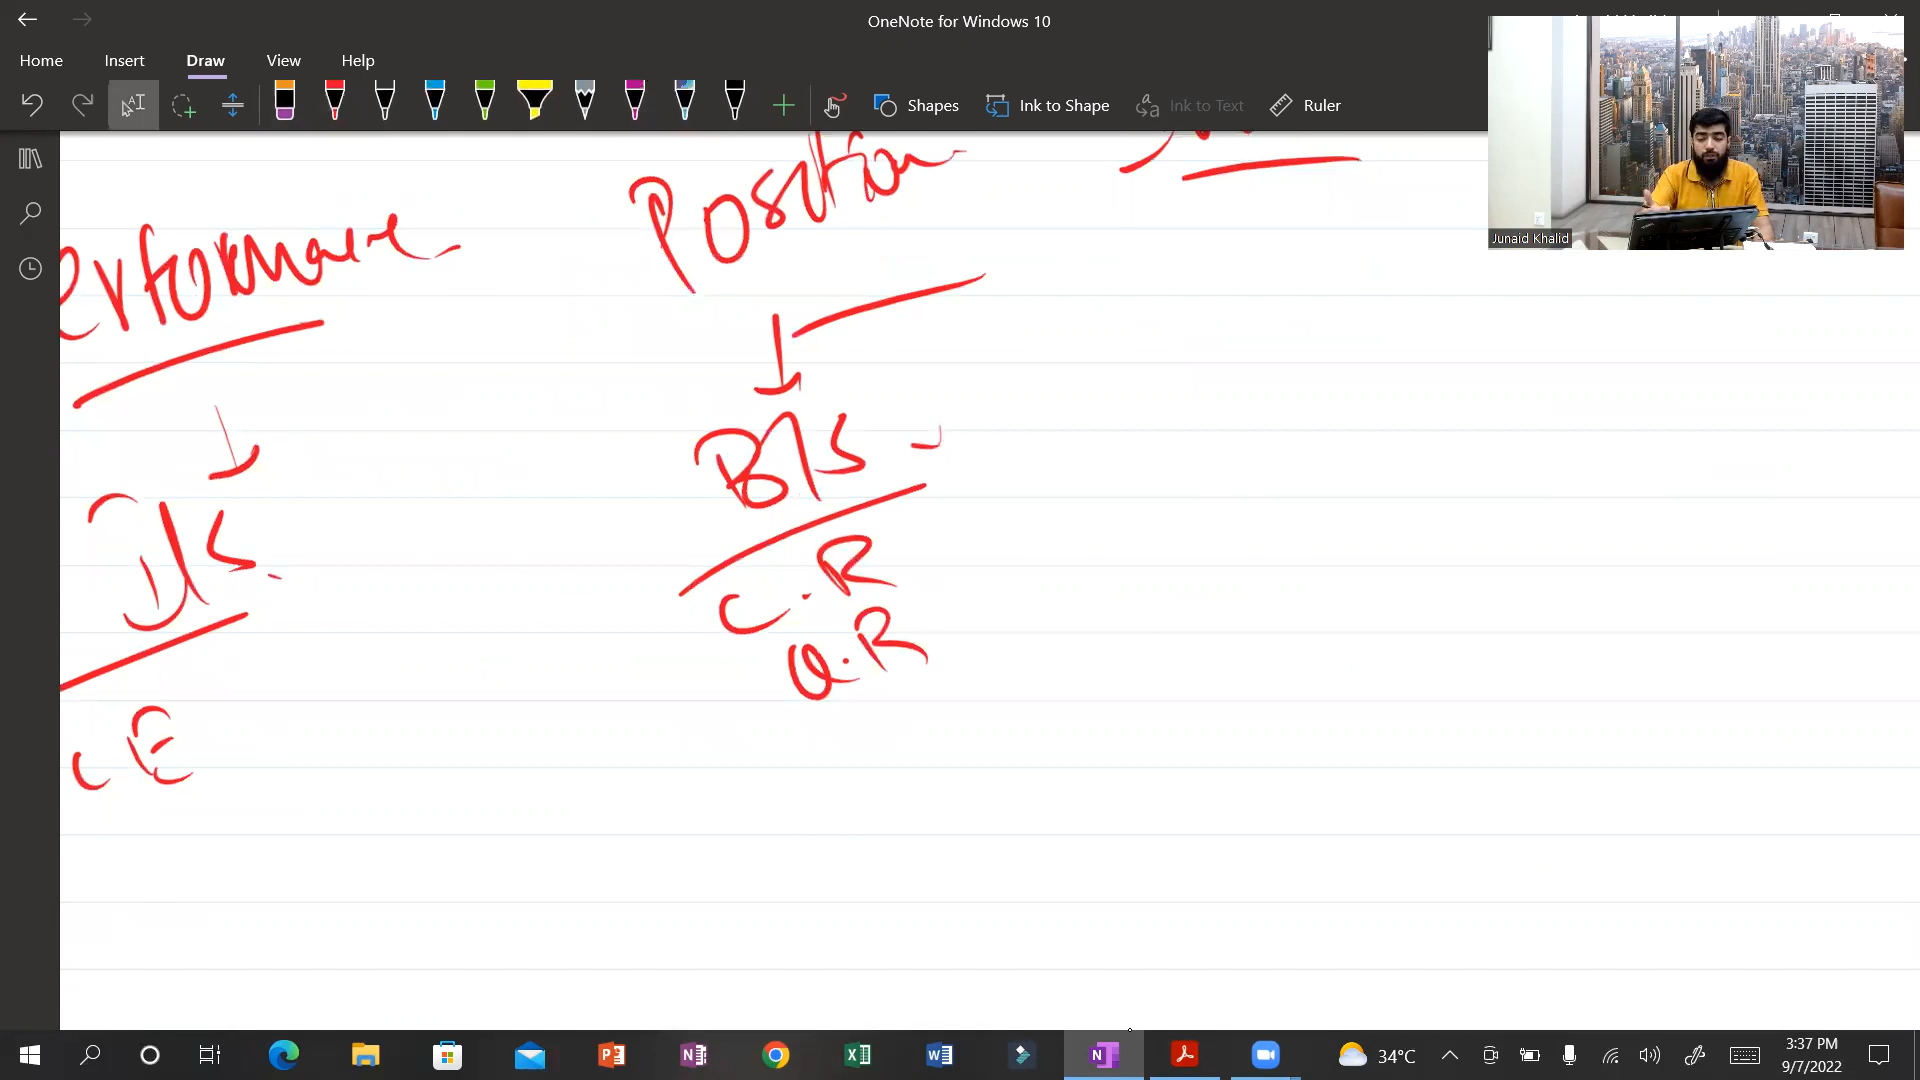 OneNote for Windows 10
Home Insert Draw View Help
Shapes Ink to Shape Ink to Text Ruler
Junaid Khalid
Position
erformance
B/S
I/S
C.R
Q.R
C E
34°C
3:37 PM
9/7/2022